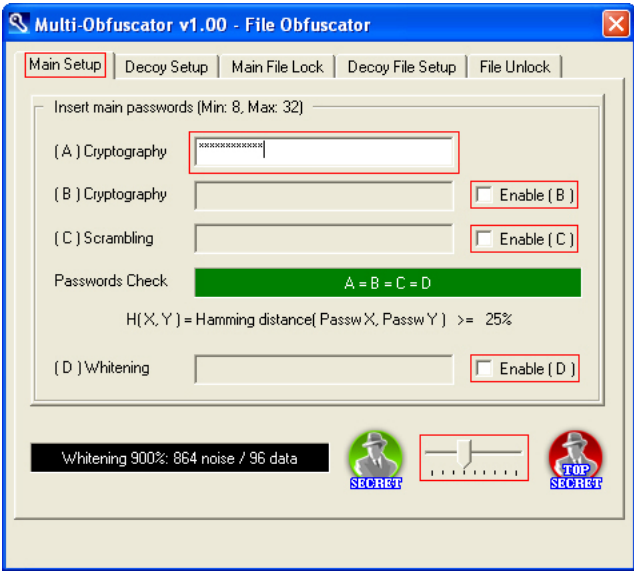 Multi-Obfuscator v1.00 - File Obfuscator
Main Setup Decoy Setup Main File Lock Decoy File Setup File Unlock
Insert main passwords (Min: 8, Max: 32)
( A ) Cryptography ************
( B ) Cryptography Enable ( B )
( C ) Scrambling Enable ( C )
Passwords Check A = B = C = D
H( X, Y ) = Hamming distance( Passw X, Passw Y ) >= 25%
( D ) Whitening Enable ( D )
Whitening 900%: 864 noise / 96 data
SECRET
TOP
SECRET